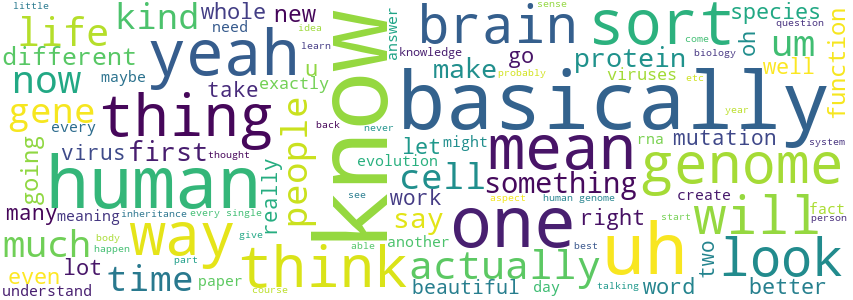 little
life
kind
whole
need
new
idea
learn
answer
sense
brain
sort
species
come
question
different
yeah
knowledge
go
protein
oh
um
biology
well
function
now
maybe
take
exactly
u
know
make
viruses
probably
etc
gene
every
thing
people
back
never
basically
year
going
virus
first
thought
really
let
might
rna
mutation
system
evolution
human
see
cell
mean
genome
something
many
meaning
inheritance
every single
work
aspect
human genome
create
fact
person
much
body
happen
way
give
able
say
another
one
right
start
will
even
lot
time
part
paper
think
actually
best
two
look
understand
course
beautiful
day
talking
word
better